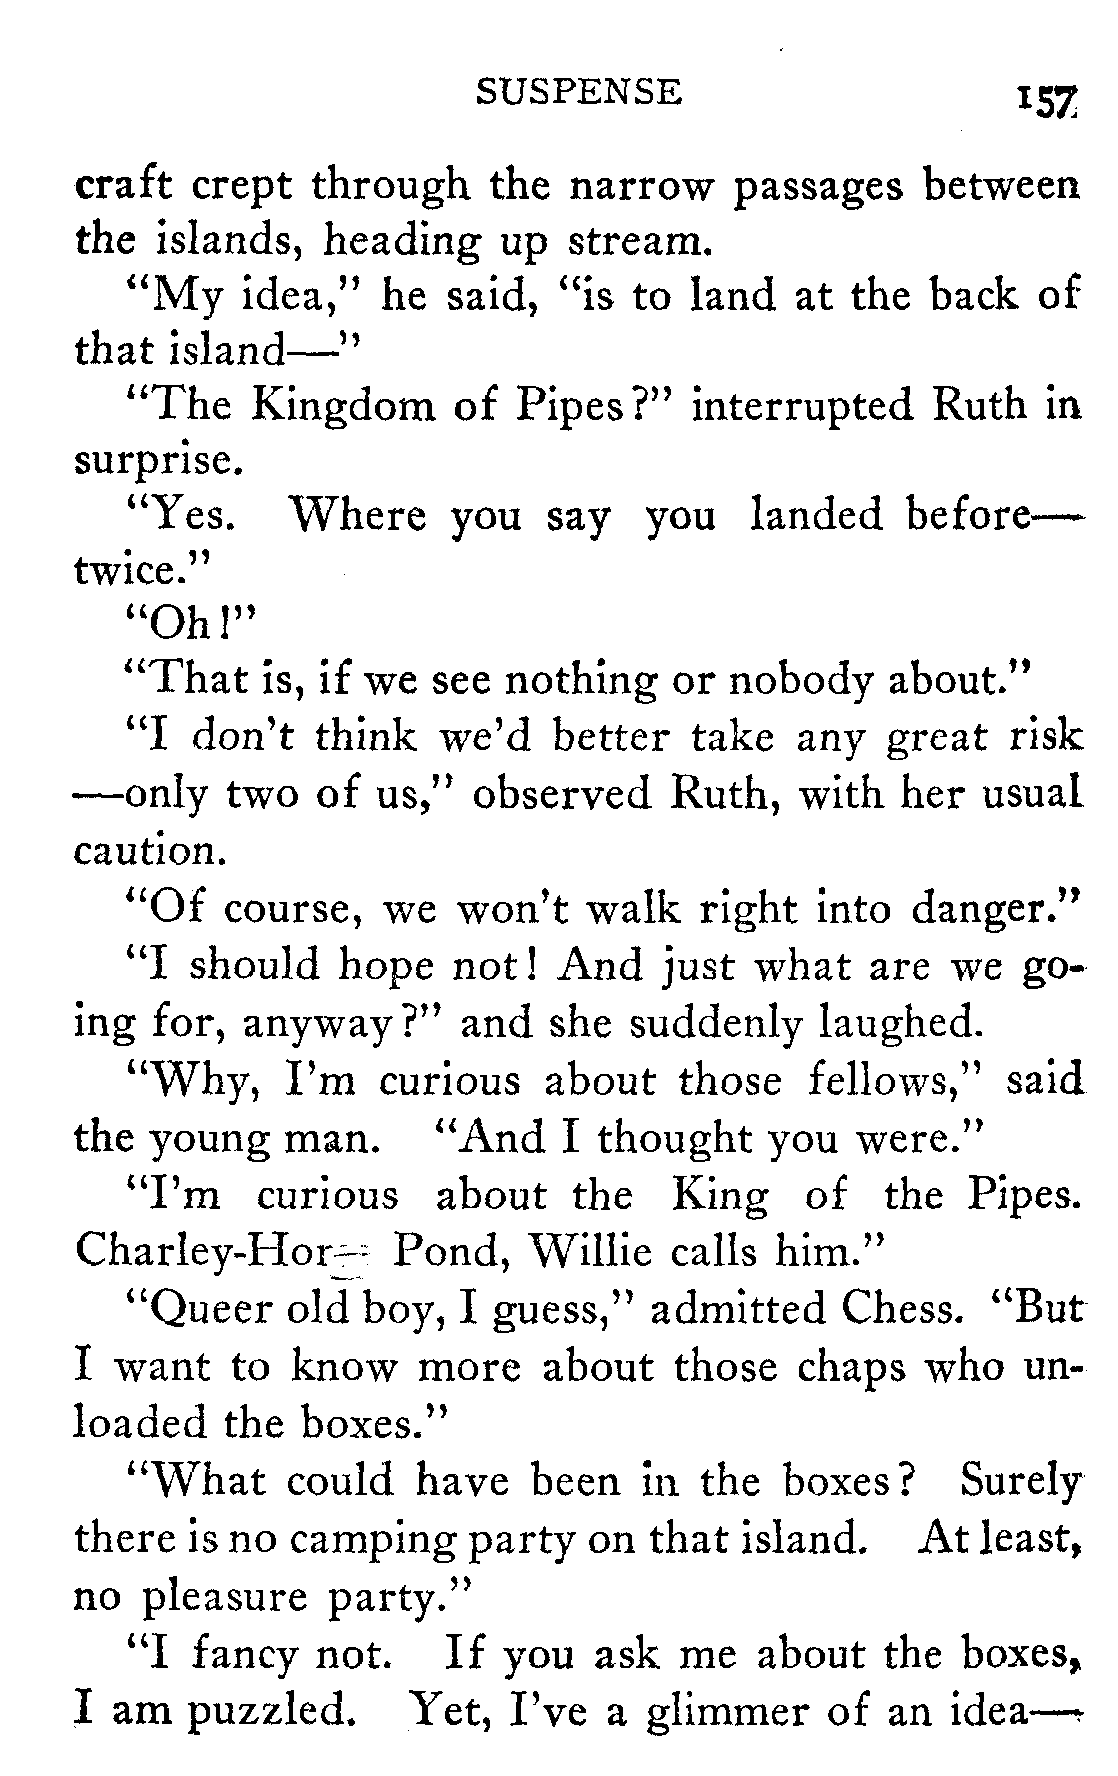 SUSPENSE 157
craft crept through the narrow passages between
the islands, heading up stream.
“My idea,” he said, “is to land at the back of
that island—”
“The Kingdom of Pipes?” interrupted Ruth in
surprise.
“Yes. Where you say you landed before—
twice.”
“Oh!”
“That is, if we see nothing or nobody about.”
“I don’t think we’d better take any great risk
—only two of us,” observed Ruth, with her usual
caution.
“Of course, we won’t walk right into danger.”
“I should hope not! And just what are we go-
ing for, anyway?” and she suddenly laughed.
“Why, I’m curious about those fellows,” said
the young man. “And I thought you were.”
“I’m curious about the King of the Pipes.
Pond, Willie calls him.”
“Queer old boy, I guess,” admitted Chess. “But
I want to know more about those chaps who un-
loaded the boxes.”
“What could have been in the boxes? Surely
there is no camping party on that island. At least,
no pleasure party.”
“I fancy not. If you ask me about the boxes,
I am puzzled. Yet, I’ve a glimmer of an idea—